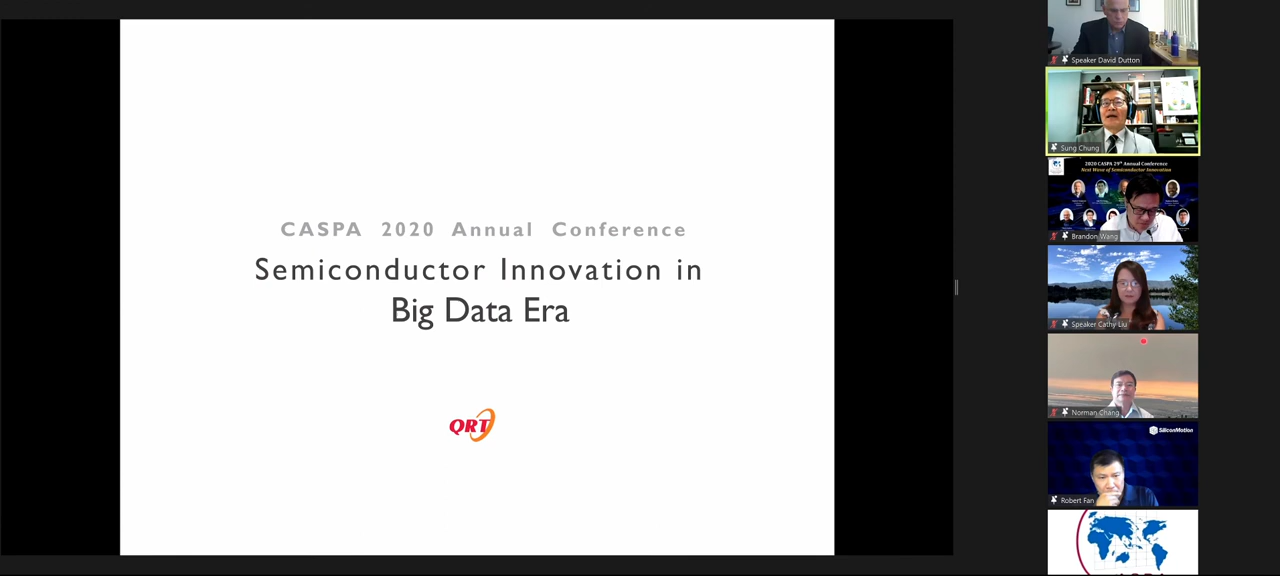 CASPA 2020 Annual Conference
Semiconductor Innovation in
Big Data Era
QRT
Speaker David Dutton
Sung Chung
2020 CASPA 29th Annual Conference
Next Wave of Semiconductor Innovation
Brandon Wang
Speaker Cathy Liu
Norman Chang
SiliconMotion
Robert Fan